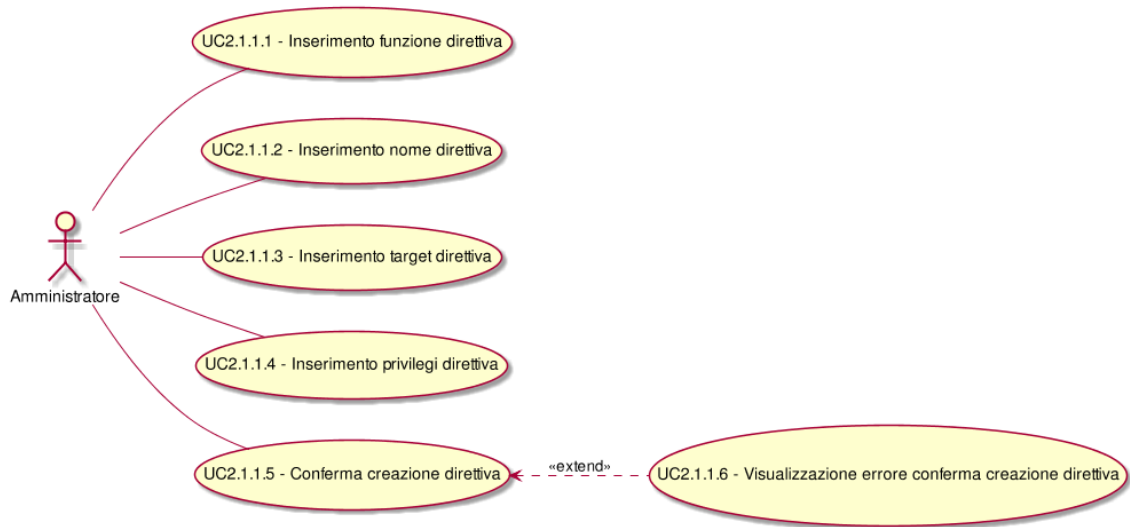 UC2.1.1.1 - Inserimento funzione direttiva
UC2.1.1.2 - Inserimento nome direttiva
UC2.1.1.3 - Inserimento target direttiva
Amministratore
UC2.1.1.4 - Inserimento privilegi direttiva
UC2.1.1.5 - Conferma creazione direttiva
«extend»
UC2.1.1.6 - Visualizzazione errore conferma creazione direttiva